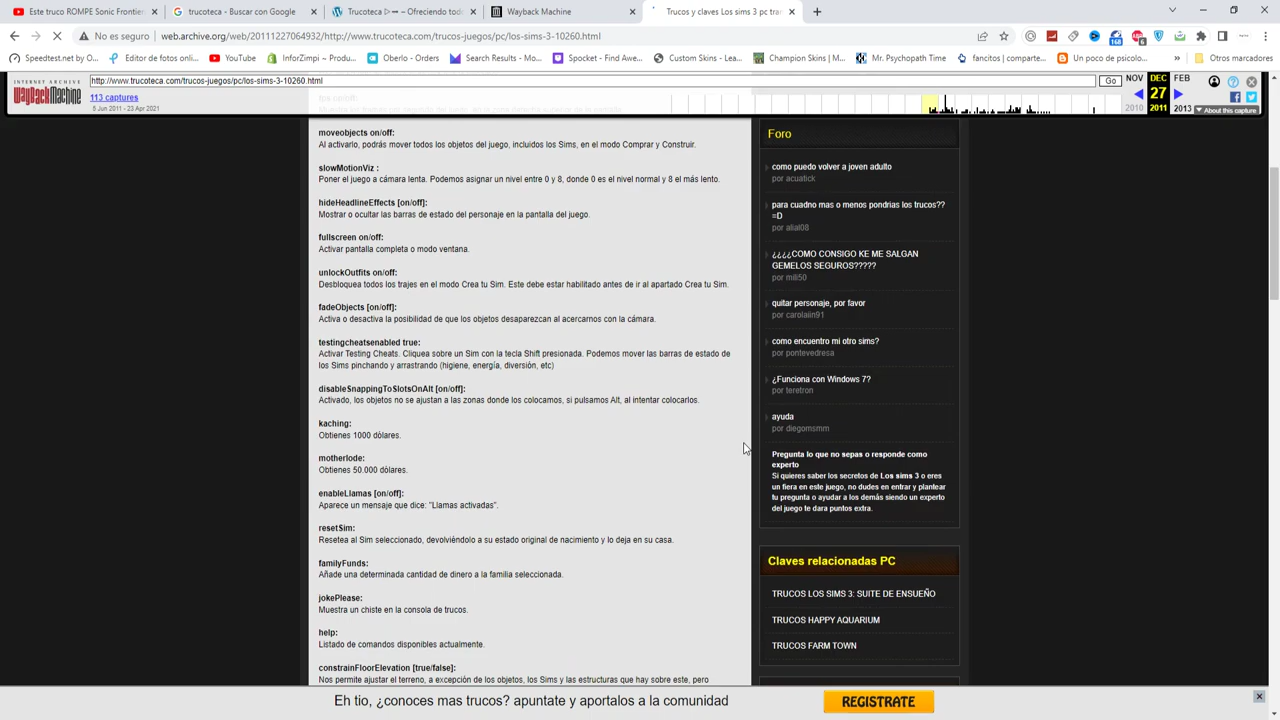 Este truco ROMPE Sonic Frontier
trucoteca - Buscar con Google
Trucoteca ▷➡ – Ofreciendo tod
Wayback Machine
Trucos y claves Los sims 3 pc tra
No es seguro
web.archive.org/web/20111227064932/http://www.trucoteca.com/trucos-juegos/pc/los-sims-3-10260.html
Speedtest.net by O...
Editor de fotos onli...
YouTube
InforZimpi – Produc...
Oberlo - Orders
Search Results - Mo...
Spocket - Find Awe...
Custom Skins - Lea...
Champion Skins | M...
Mr. Psychopath Time
fancitos | comparte...
Un poco de psicolo...
»
Otros marcadores
INTERNET ARCHIVE
WayBackMachine
http://www.trucoteca.com/trucos-juegos/pc/los-sims-3-10260.html
Go
113 captures
6 Jun 2011 - 23 Apr 2021
NOV DEC FEB
27
2010 2011 2013
About this capture
fps on/off:
moveobjects on/off:
Al activarlo, podrás mover todos los objetos del juego, incluidos los Sims, en el modo Comprar y Construir.
slowMotionViz :
Poner el juego a cámara lenta. Podemos asignar un nivel entre 0 y 8, donde 0 es el nivel normal y 8 el más lento.
hideHeadlineEffects [on/off]:
Mostrar o ocultar las barras de estado del personaje en la pantalla del juego.
fullscreen on/off:
Activar pantalla completa o modo ventana.
unlockOutfits on/off:
Desbloquea todos los trajes en el modo Crea tu Sim. Este debe estar habilitado antes de ir al apartado Crea tu Sim.
fadeObjects [on/off]:
Activa o desactiva la posibilidad de que los objetos desaparezcan al acercarnos con la cámara.
testingcheatsenabled true:
Activar Testing Cheats. Cliquea sobre un Sim con la tecla Shift presionada. Podemos mover las barras de estado de
los Sims pinchando y arrastrando (higiene, energía, diversión, etc)
disableSnappingToSlotsOnAlt [on/off]:
Activado, los objetos no se ajustan a las zonas donde los colocamos, si pulsamos Alt, al intentar colocarlos.
kaching:
Obtienes 1000 dólares.
motherlode:
Obtienes 50.000 dólares.
enableLlamas [on/off]:
Aparece un mensaje que dice: "Llamas activadas".
resetSim:
Resetea al Sim seleccionado, devolviéndolo a su estado original de nacimiento y lo deja en su casa.
familyFunds:
Añade una determinada cantidad de dinero a la familia seleccionada.
jokePlease:
Muestra un chiste en la consola de trucos.
help:
Listado de comandos disponibles actualmente.
constrainFloorElevation [true/false]:
Nos permite ajustar el terreno, a excepción de los objetos, los Sims y las estructuras que hay sobre este, pero
Foro
como puedo volver a joven adulto
por acuatick
para cuadno mas o menos pondrias los trucos??
=D
por alial08
¿¿¿¿COMO CONSIGO KE ME SALGAN
GEMELOS SEGUROS?????
por mili50
quitar personaje, por favor
por carolaiin91
como encuentro mi otro sims?
por pontevedresa
¿Funciona con Windows 7?
por teretron
ayuda
por diegomsmm
Pregunta lo que no sepas o responde como
experto
Si quieres saber los secretos de Los sims 3 o eres
un fiera en este juego, no dudes en entrar y plantear
tu pregunta o ayudar a los demás siendo un experto
del juego te dara puntos extra.
Claves relacionadas PC
TRUCOS LOS SIMS 3: SUITE DE ENSUEÑO
TRUCOS HAPPY AQUARIUM
TRUCOS FARM TOWN
Eh tio, ¿conoces mas trucos? apuntate y aportalos a la comunidad
REGISTRATE